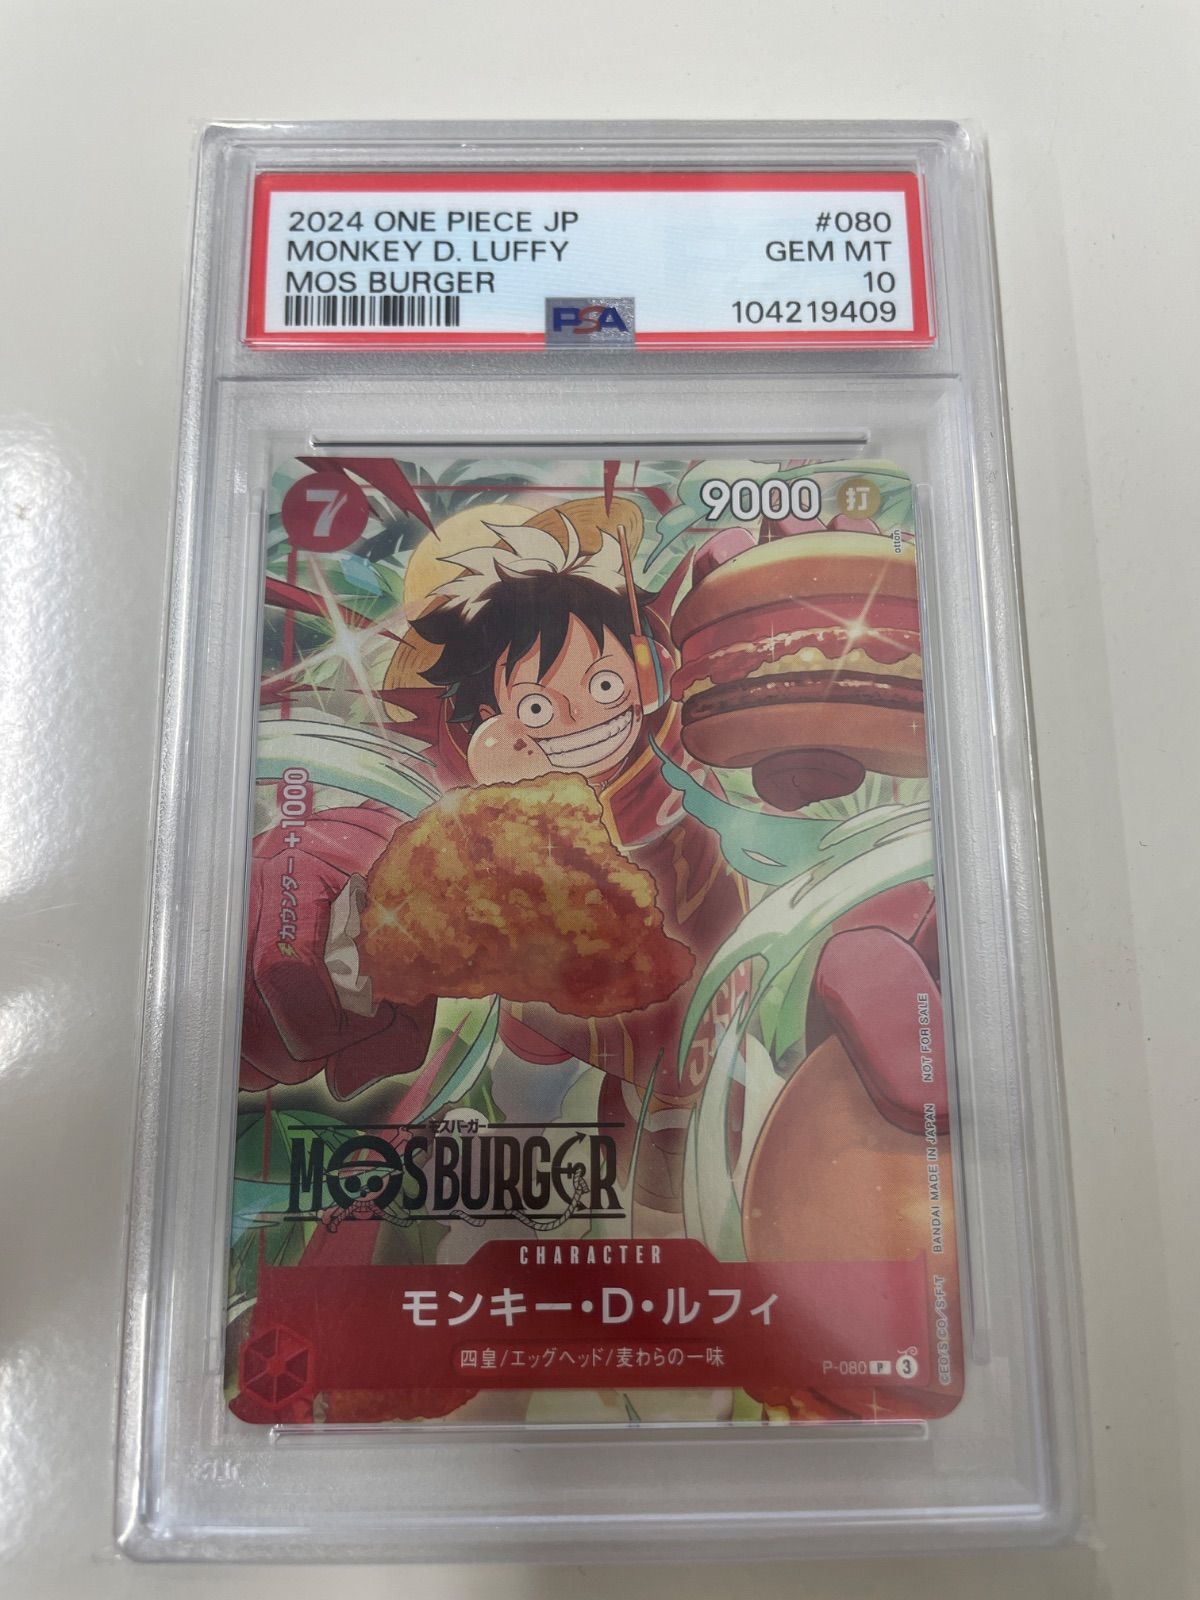 2024 ONE PIECE JP #080
MONKEY D. LUFFY GEM MT
MOS BURGER 10
PSA 104219409
7
9000 打
otton
カウンター +1000
モスバーガー
MOSBURGER
NOT FOR SALE
BANDAI MADE IN JAPAN
CHARACTER
モンキー・D・ルフィ
四皇/エッグヘッド/麦わらの一味
P-080 P 3